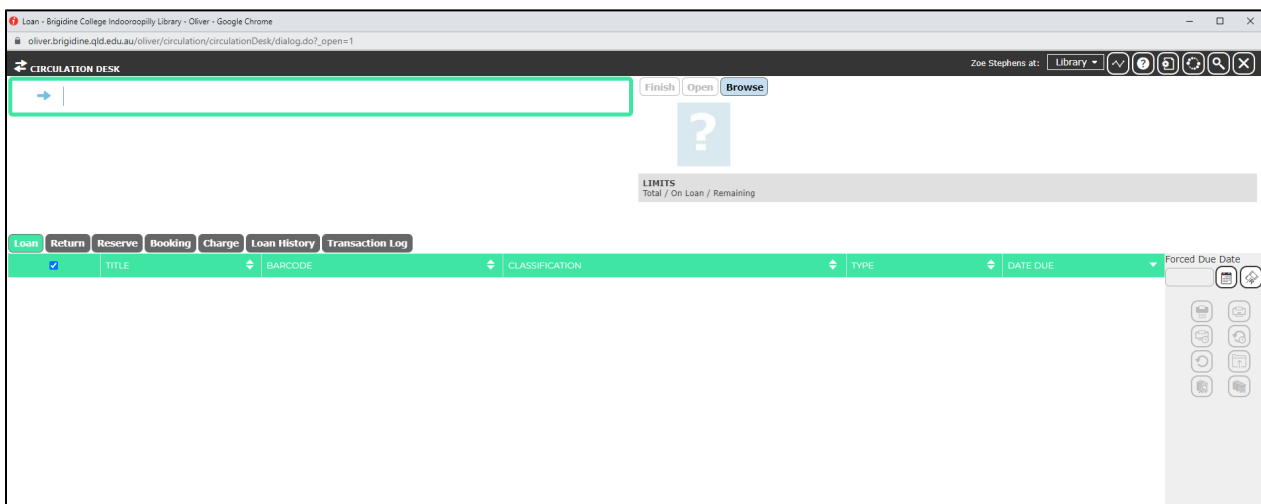 Loan - Brigidine College Indooroopilly Library - Oliver - Google Chrome
oliver.brigidine.qld.edu.au/oliver/circulation/circulationDesk/dialog.do?_open=1
CIRCULATION DESK
Zoe Stephens at: Library
Finish Open Browse
?
LIMITS
Total / On Loan / Remaining
Loan Return Reserve Booking Charge Loan History Transaction Log
TITLE BARCODE CLASSIFICATION TYPE DATE DUE
Forced Due Date